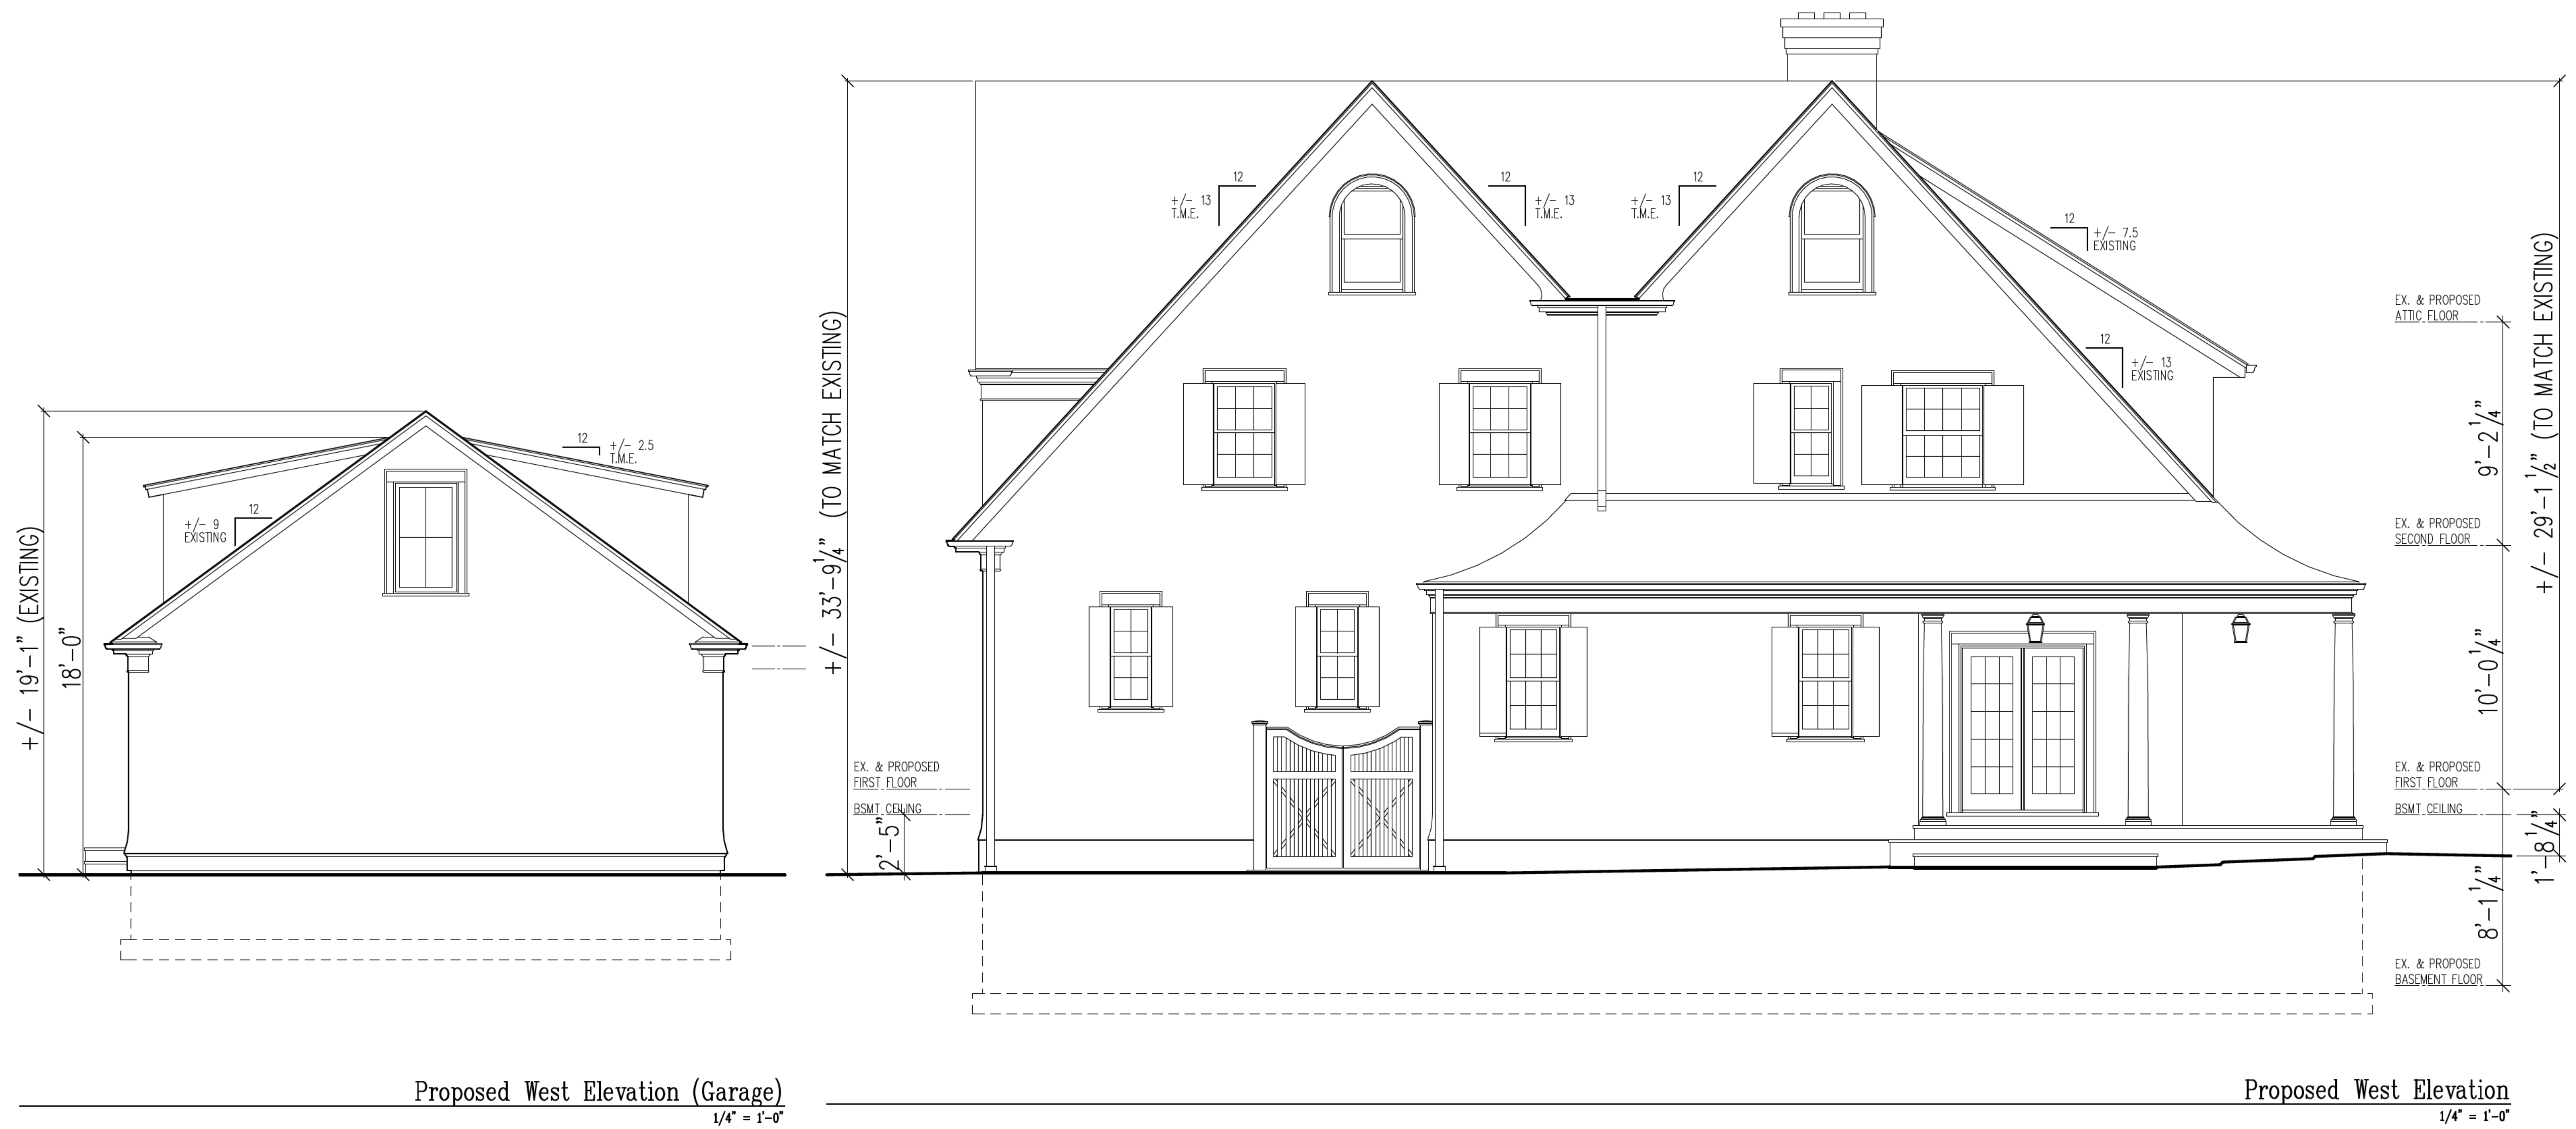 12
+/- 2.5
T.M.E.
12
+/- 9
EXISTING
+/- 19'-1" (EXISTING)
18'-0"
Proposed West Elevation (Garage)
1/4" = 1'-0"
+/- 33'-9 1/4" (TO MATCH EXISTING)
12
+/- 13
T.M.E.
12
+/- 13
T.M.E.
12
+/- 13
T.M.E.
12
+/- 7.5
EXISTING
12
+/- 13
EXISTING
EX. & PROPOSED
FIRST FLOOR
BSMT CEILING
2'-5"
EX. & PROPOSED
ATTIC FLOOR
9'-2 1/4"
EX. & PROPOSED
SECOND FLOOR
10'-0 1/4"
EX. & PROPOSED
FIRST FLOOR
BSMT CEILING
8'-1 1/4"
EX. & PROPOSED
BASEMENT FLOOR
+/- 29'-1 1/2" (TO MATCH EXISTING)
1'-8 1/4"
Proposed West Elevation
1/4" = 1'-0"